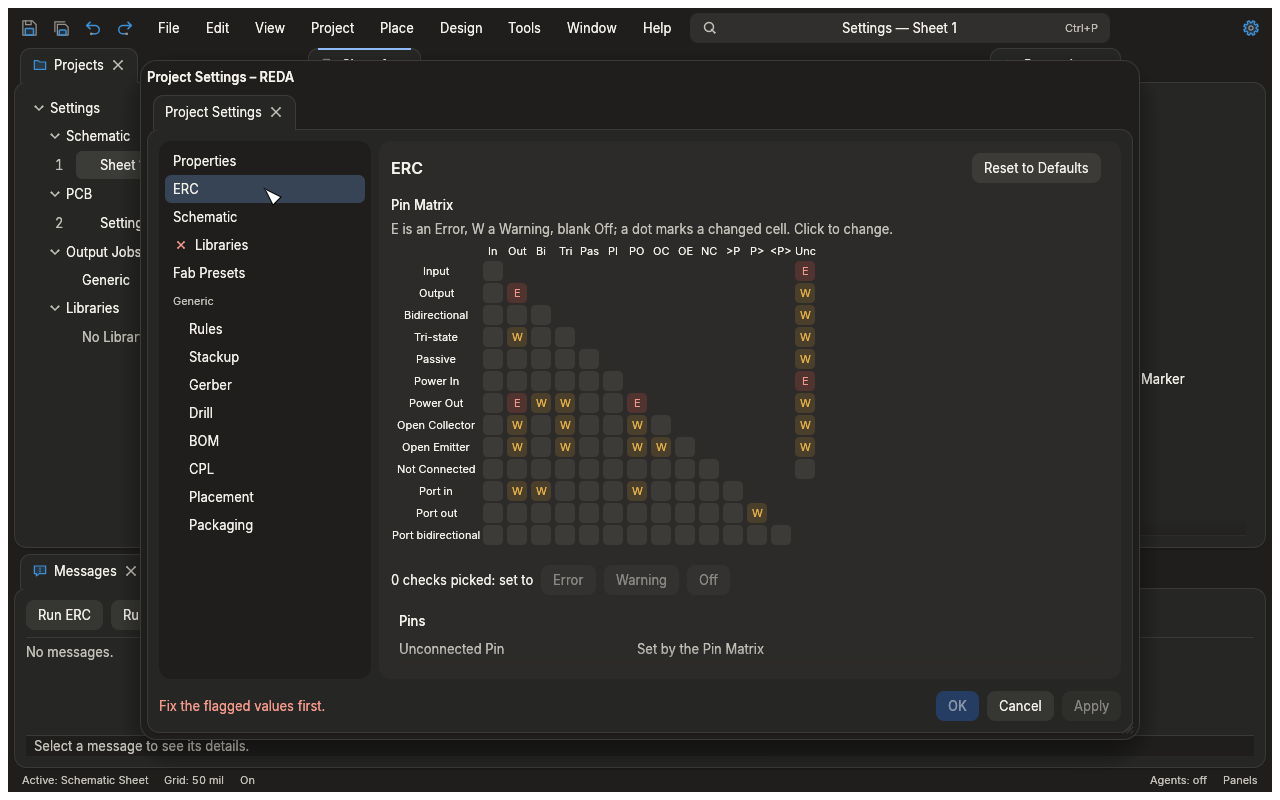 File Edit View Project Place Design Tools Window Help Settings — Sheet 1 Ctrl+P
Projects
Project Settings – REDA
Project Settings
Settings
Schematic
1 Sheet
PCB
2 Setting
Output Jobs
Generic
Libraries
No Librar
Properties
ERC
Schematic
Libraries
Fab Presets
Generic
Rules
Stackup
Gerber
Drill
BOM
CPL
Placement
Packaging
ERC
Reset to Defaults
Pin Matrix
E is an Error, W a Warning, blank Off; a dot marks a changed cell. Click to change.
In Out Bi Tri Pas PI PO OC OE NC >P P> <P> Unc
Input E
Output E W
Bidirectional W
Tri-state W W
Passive W
Power In E
Power Out E W W E W
Open Collector W W W W
Open Emitter W W W W W
Not Connected
Port in W W W
Port out W
Port bidirectional
0 checks picked: set to Error Warning Off
Pins
Unconnected Pin Set by the Pin Matrix
Fix the flagged values first.
OK Cancel Apply
Marker
Messages
Run ERC Ru
No messages.
Select a message to see its details.
Active: Schematic Sheet Grid: 50 mil On Agents: off Panels